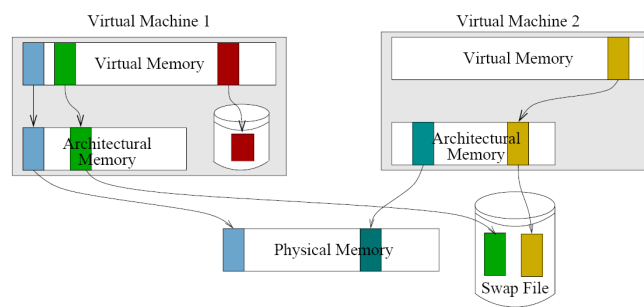 Virtual Machine 1
Virtual Machine 2
Virtual Memory
Virtual Memory
Architectural
Memory
Architectural
Memory
Physical Memory
Swap File